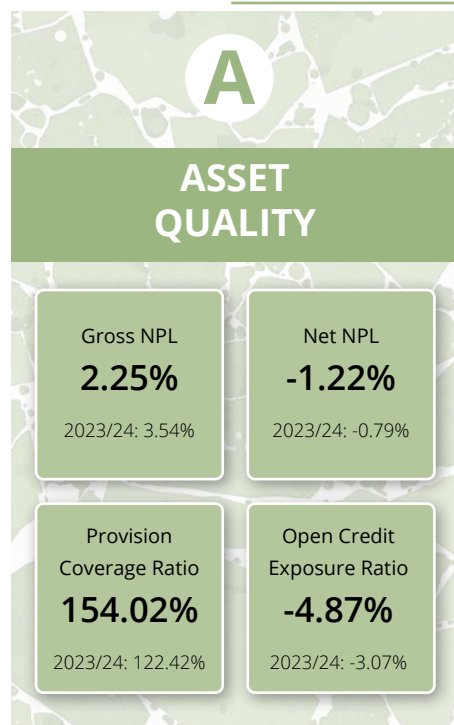 A
ASSET
QUALITY
Gross NPL
2.25%
2023/24: 3.54%
Net NPL
-1.22%
2023/24: -0.79%
Provision
Coverage Ratio
154.02%
2023/24: 122.42%
Open Credit
Exposure Ratio
-4.87%
2023/24: -3.07%